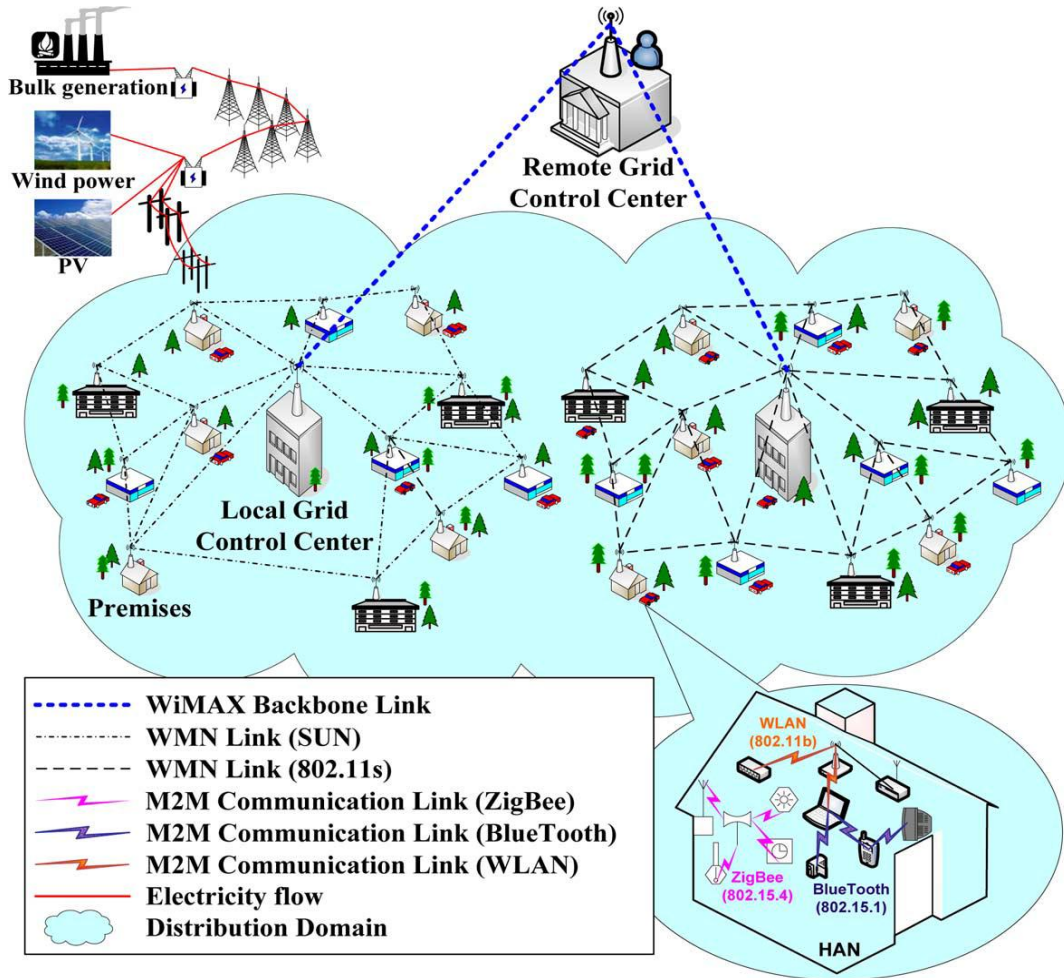 Bulk generation
Wind power
PV
Remote Grid
Control Center
Local Grid
Control Center
Premises
WiMAX Backbone Link
WMN Link (SUN)
WMN Link (802.11s)
M2M Communication Link (ZigBee)
M2M Communication Link (BlueTooth)
M2M Communication Link (WLAN)
Electricity flow
Distribution Domain
WLAN
(802.11b)
ZigBee
(802.15.4)
BlueTooth
(802.15.1)
HAN